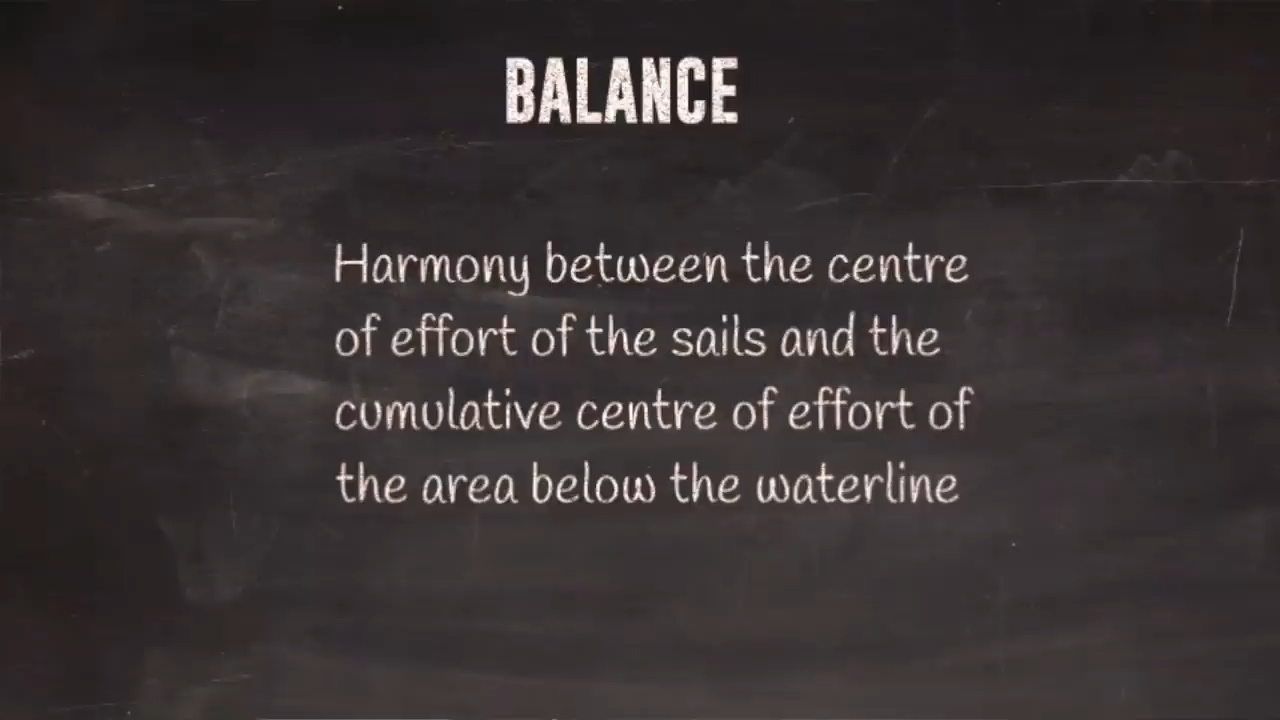 BALANCE
Harmony between the centre
of effort of the sails and the
cumulative centre of effort of
the area below the waterline